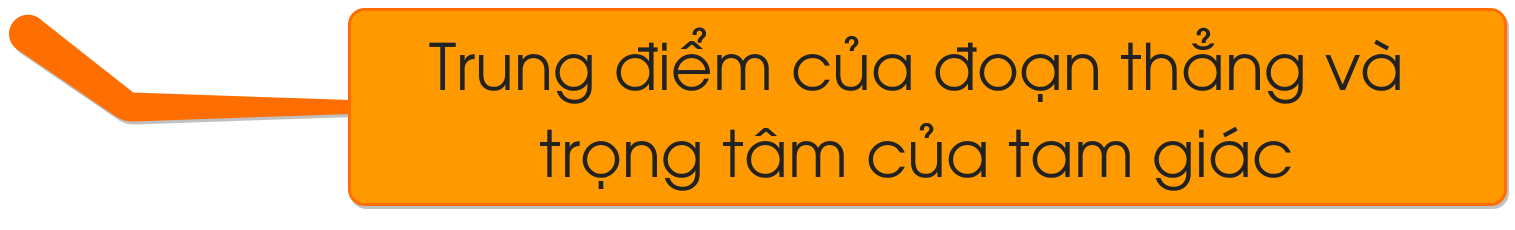 Trung điểm của đoạn thẳng và
trọng tâm của tam giác